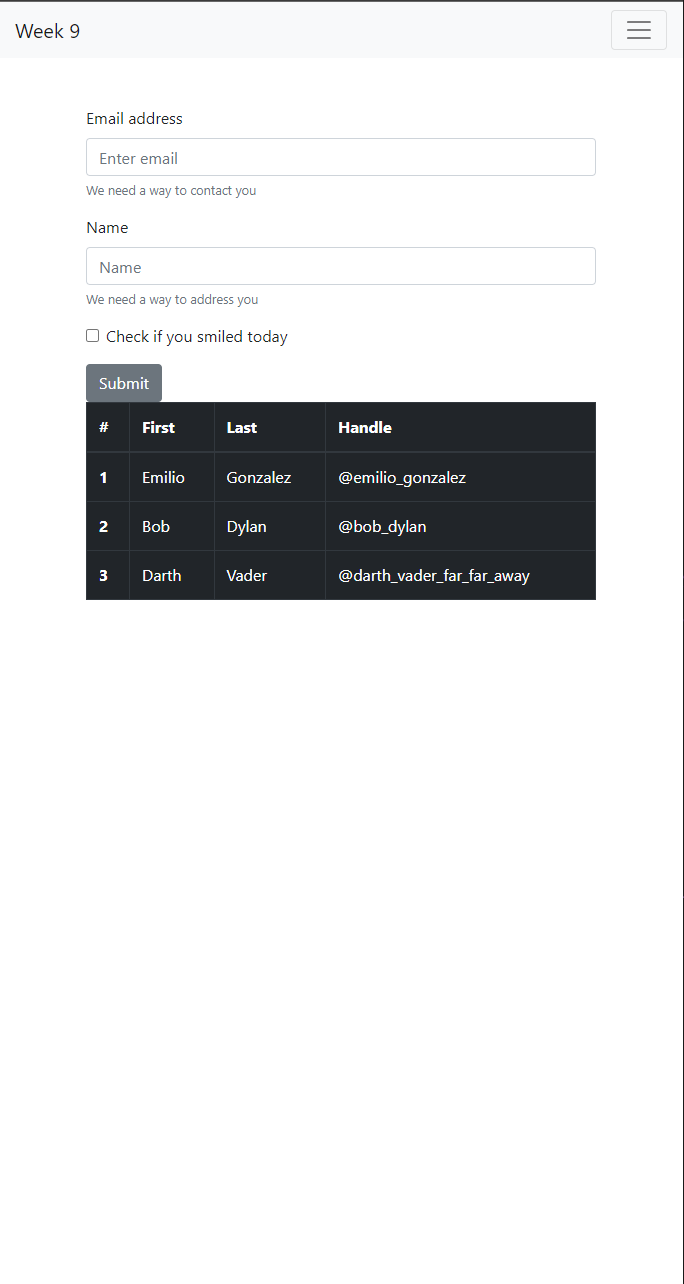 Week 9
Email address
Enter email
We need a way to contact you
Name
Name
We need a way to address you
Check if you smiled today
Submit
# First Last Handle
1 Emilio Gonzalez @emilio_gonzalez
2 Bob Dylan @bob_dylan
3 Darth Vader @darth_vader_far_far_away